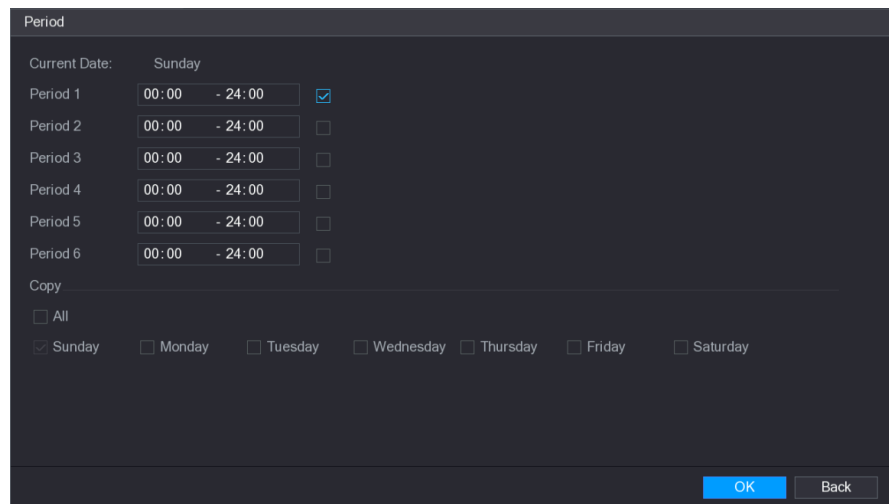 Period
Current Date: Sunday
Period 1 00:00 - 24:00
Period 2 00:00 - 24:00
Period 3 00:00 - 24:00
Period 4 00:00 - 24:00
Period 5 00:00 - 24:00
Period 6 00:00 - 24:00
Copy
All
Sunday Monday Tuesday Wednesday Thursday Friday Saturday
OK Back